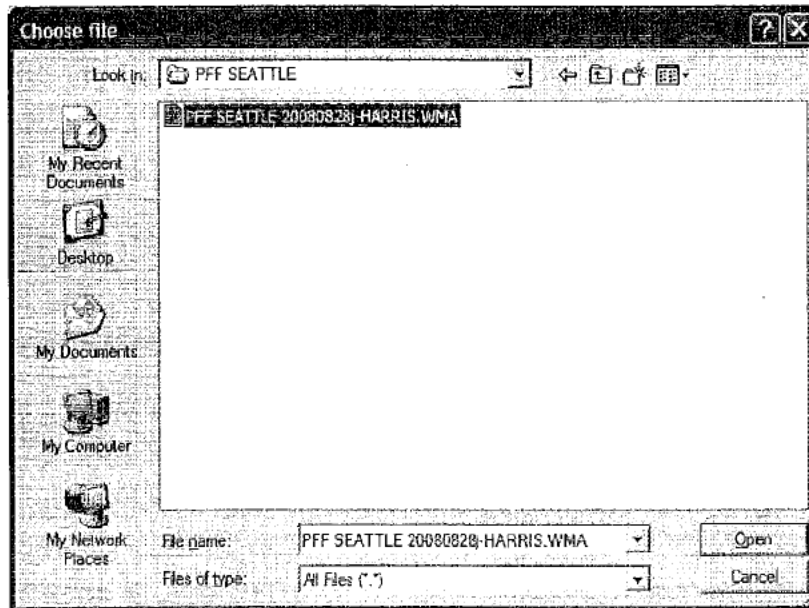 Choose file
Look in: PFF SEATTLE
PFF SEATTLE 20080828j-HARRIS.WMA
My Recent
Documents
Desktop
My Documents
My Computer
My Network
Places
File name: PFF SEATTLE 20080828j-HARRIS.WMA
Open
Files of type: All Files (*.*)
Cancel